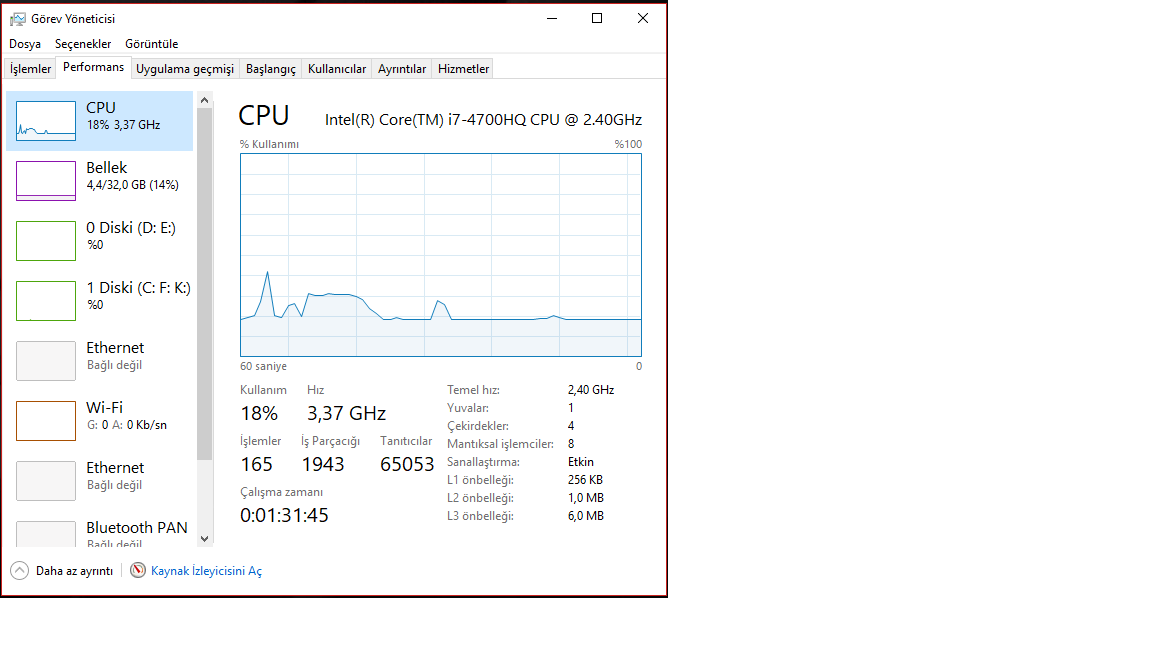 Görev Yöneticisi
Dosya Seçenekler Görüntüle
İşlemler Performans Uygulama geçmişi Başlangıç Kullanıcılar Ayrıntılar Hizmetler
CPU
18% 3,37 GHz
Bellek
4,4/32,0 GB (14%)
0 Diski (D: E:)
%0
1 Diski (C: F: K:)
%0
Ethernet
Bağlı değil
Wi-Fi
G: 0 A: 0 Kb/sn
Ethernet
Bağlı değil
Bluetooth PAN
Bağlı değil
CPU Intel(R) Core(TM) i7-4700HQ CPU @ 2.40GHz
% Kullanımı %100
60 saniye 0
Kullanım Hız
18% 3,37 GHz
İşlemler İş Parçacığı Tanıtıcılar
165 1943 65053
Çalışma zamanı
0:01:31:45
Temel hız: 2,40 GHz
Yuvalar: 1
Çekirdekler: 4
Mantıksal işlemciler: 8
Sanallaştırma: Etkin
L1 önbelleği: 256 KB
L2 önbelleği: 1,0 MB
L3 önbelleği: 6,0 MB
Daha az ayrıntı Kaynak İzleyicisini Aç